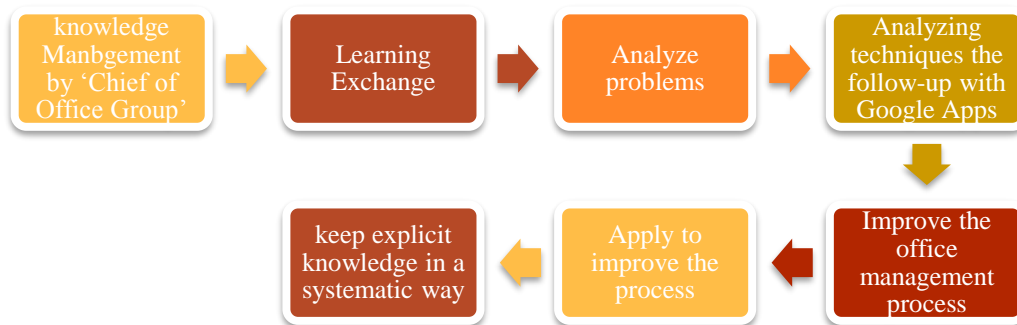 knowledge
Manbgement
by ‘Chief of
Office Group’
Learning
Exchange
Analyze
problems
Analyzing
techniques the
follow-up with
Google Apps
Improve the
office
management
process
Apply to
improve the
process
keep explicit
knowledge in a
systematic way